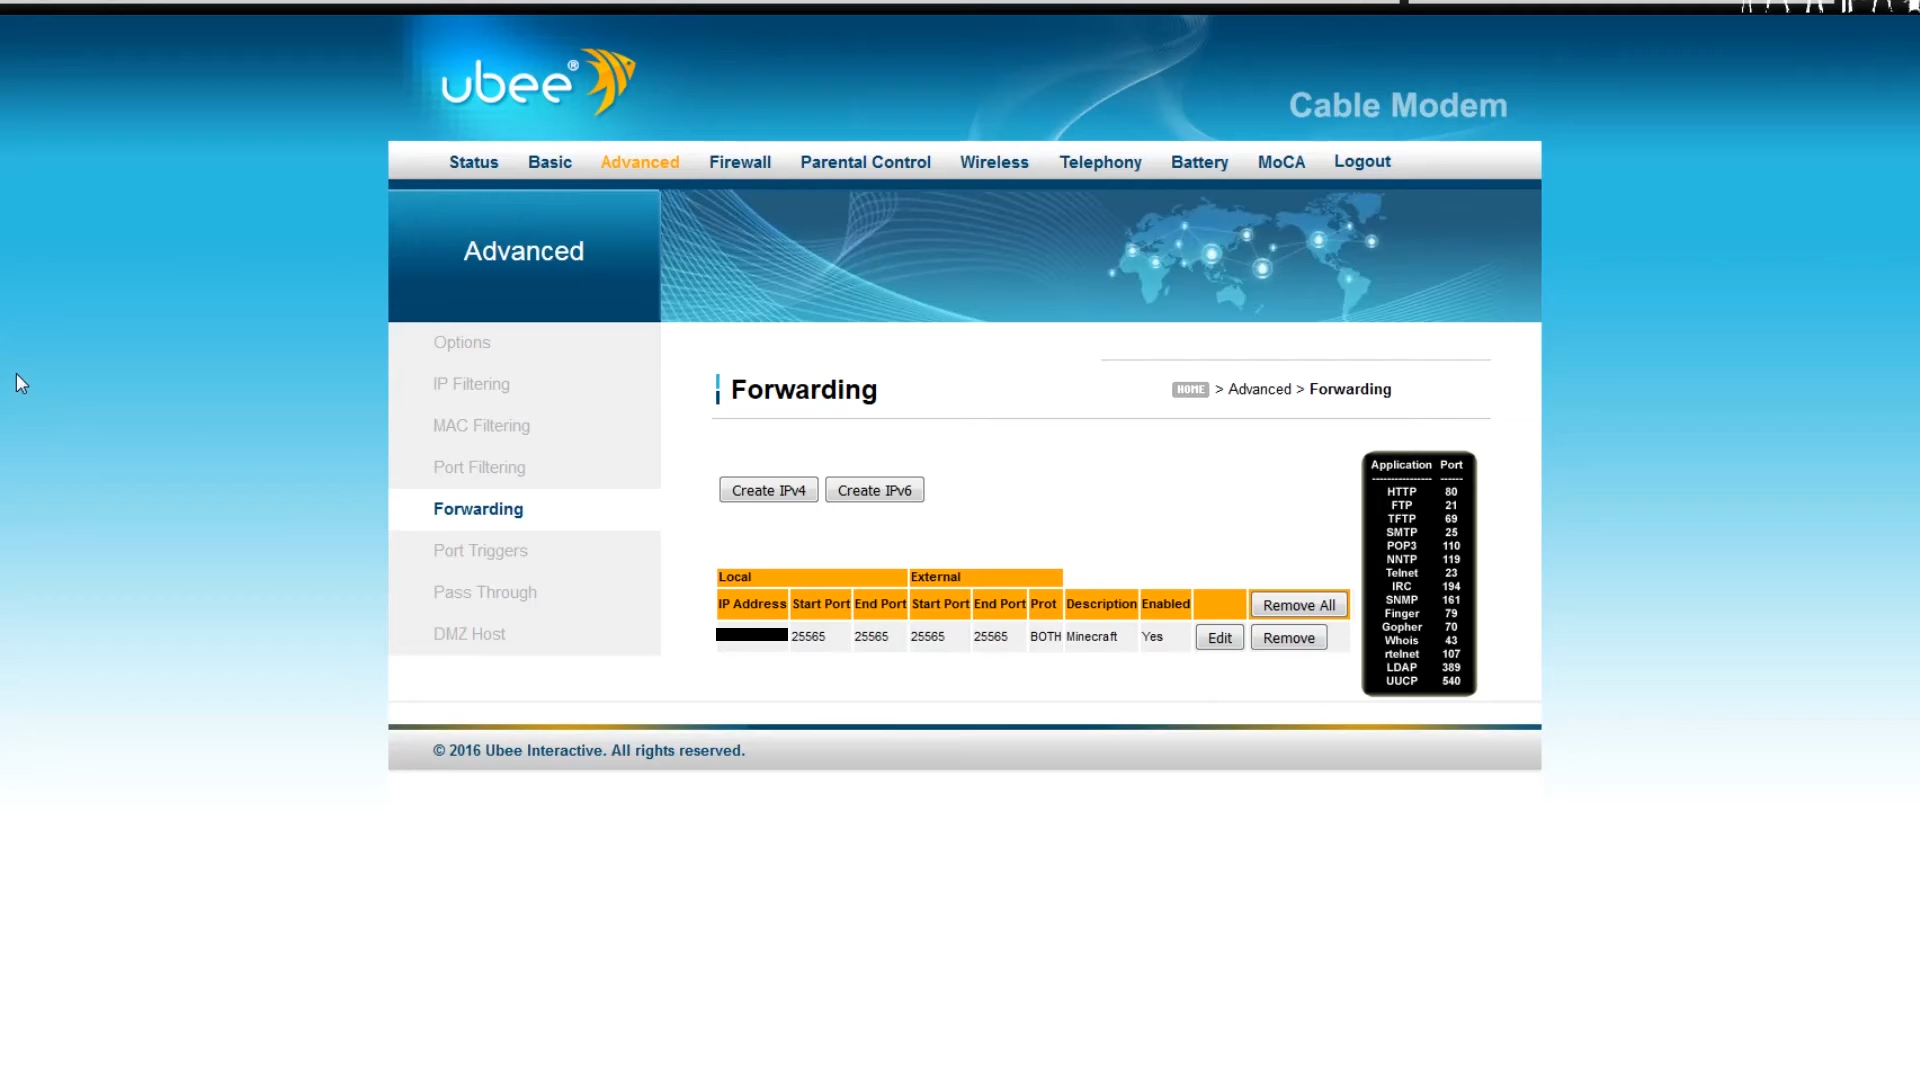 ubee®
Cable Modem
Status Basic Advanced Firewall Parental Control Wireless Telephony Battery MoCA Logout
Advanced
Options
IP Filtering
MAC Filtering
Port Filtering
Forwarding
Port Triggers
Pass Through
DMZ Host
Forwarding
HOME > Advanced > Forwarding
Create IPv4 Create IPv6
Local External
IP Address Start Port End Port Start Port End Port Prot Description Enabled Remove All
25565 25565 25565 25565 BOTH Minecraft Yes Edit Remove
Application Port
---------------- ------
HTTP 80
FTP 21
TFTP 69
SMTP 25
POP3 110
NNTP 119
Telnet 23
IRC 194
SNMP 161
Finger 79
Gopher 70
Whois 43
rtelnet 107
LDAP 389
UUCP 540
© 2016 Ubee Interactive. All rights reserved.